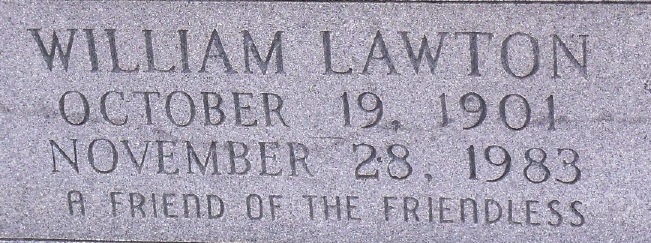 WILLIAM LAWTON
OCTOBER 19, 1901
NOVEMBER 28, 1983
A FRIEND OF THE FRIENDLESS